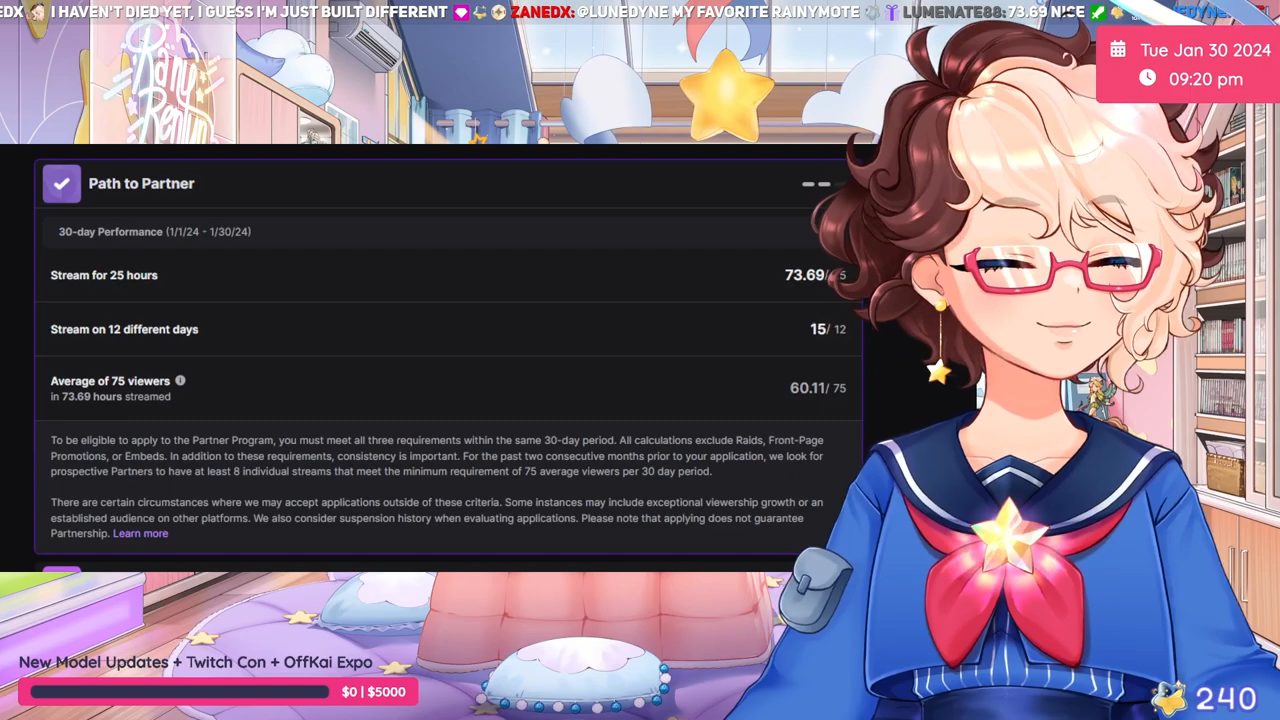 EDX I HAVEN'T DIED YET, I GUESS I'M JUST BUILT DIFFERENT ZANEDX: @LUNEDYNE MY FAVORITE RAINYMOTE LUMENATE88: 73.69 NICE
Tue Jan 30 2024
09:20 pm
Rainy
Path to Partner
30-day Performance (1/1/24 - 1/30/24)
Stream for 25 hours
73.69/ 5
Stream on 12 different days
15/ 12
Average of 75 viewers
in 73.69 hours streamed
60.11/ 75
To be eligible to apply to the Partner Program, you must meet all three requirements within the same 30-day period. All calculations exclude Raids, Front-Page
Promotions, or Embeds. In addition to these requirements, consistency is important. For the past two consecutive months prior to your application, we look for
prospective Partners to have at least 8 individual streams that meet the minimum requirement of 75 average viewers per 30 day period.
There are certain circumstances where we may accept applications outside of these criteria. Some instances may include exceptional viewership growth or an
established audience on other platforms. We also consider suspension history when evaluating applications. Please note that applying does not guarantee
Partnership. Learn more
New Model Updates + Twitch Con + OffKai Expo
$0 | $5000
240